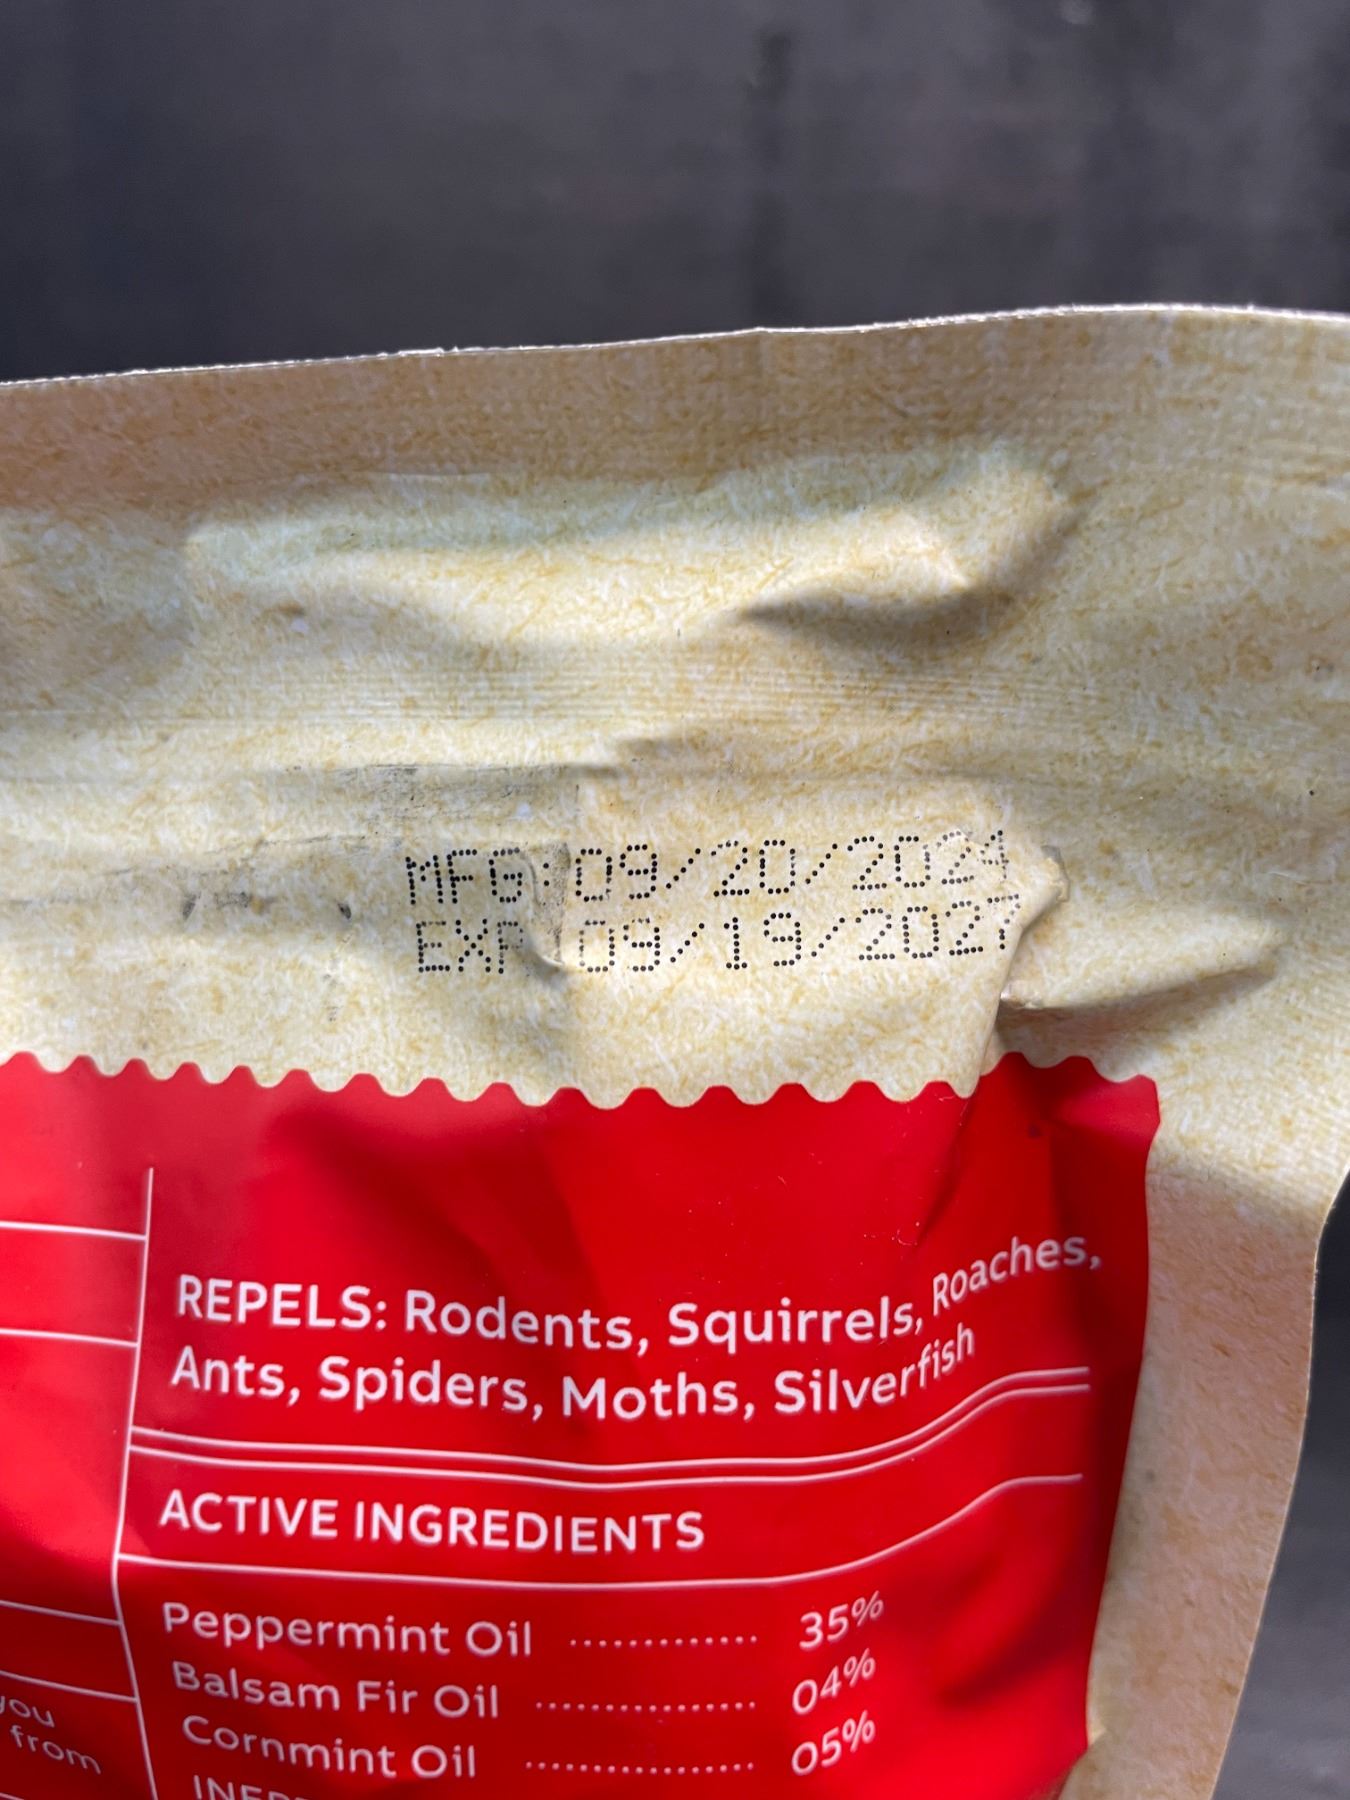 MFG:09/20/2024
EXP:09/19/2027
REPELS: Rodents, Squirrels, Roaches,
Ants, Spiders, Moths, Silverfish
ACTIVE INGREDIENTS
Peppermint Oil .............. 35%
Balsam Fir Oil ................ 04%
Cornmint Oil ................. 05%
you
from